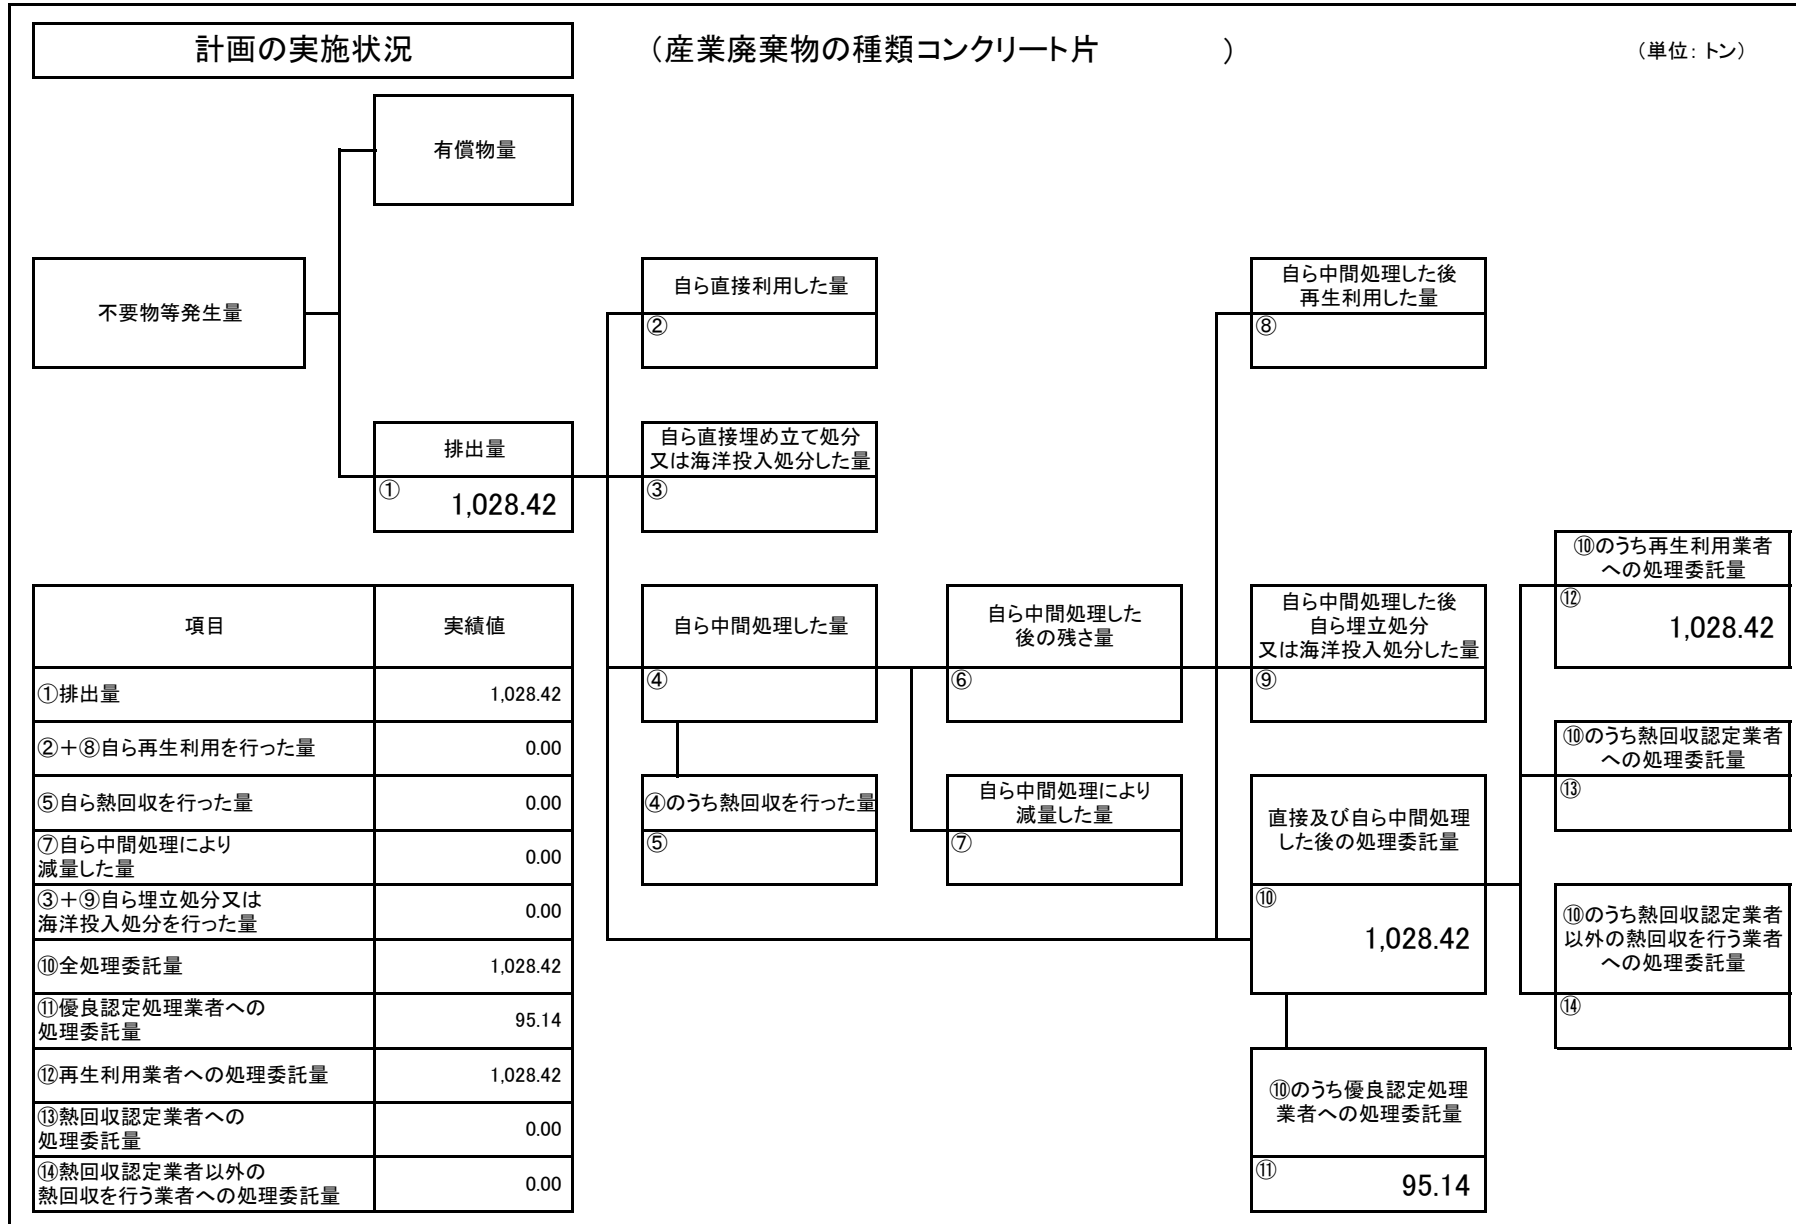 計画の実施状況
（産業廃棄物の種類コンクリート片　　　　　）
（単位：トン）
有償物量
不要物等発生量
自ら直接利用した量
②
自ら中間処理した後
再生利用した量
⑧
排出量
① 1,028.42
自ら直接埋め立て処分
又は海洋投入処分した量
③
⑩のうち再生利用業者
への処理委託量
⑫
1,028.42
自ら中間処理した量
④
自ら中間処理した
後の残さ量
⑥
自ら中間処理した後
自ら埋立処分
又は海洋投入処分した量
⑨
⑩のうち熱回収認定業者
への処理委託量
⑬
④のうち熱回収を行った量
⑤
自ら中間処理により
減量した量
⑦
直接及び自ら中間処理
した後の処理委託量
⑩
1,028.42
⑩のうち熱回収認定業者
以外の熱回収を行う業者
への処理委託量
⑭
⑩のうち優良認定処理
業者への処理委託量
⑪
95.14
項目 実績値
①排出量 1,028.42
②＋⑧自ら再生利用を行った量 0.00
⑤自ら熱回収を行った量 0.00
⑦自ら中間処理により
減量した量 0.00
③＋⑨自ら埋立処分又は
海洋投入処分を行った量 0.00
⑩全処理委託量 1,028.42
⑪優良認定処理業者への
処理委託量 95.14
⑫再生利用業者への処理委託量 1,028.42
⑬熱回収認定業者への
処理委託量 0.00
⑭熱回収認定業者以外の
熱回収を行う業者への処理委託量 0.00